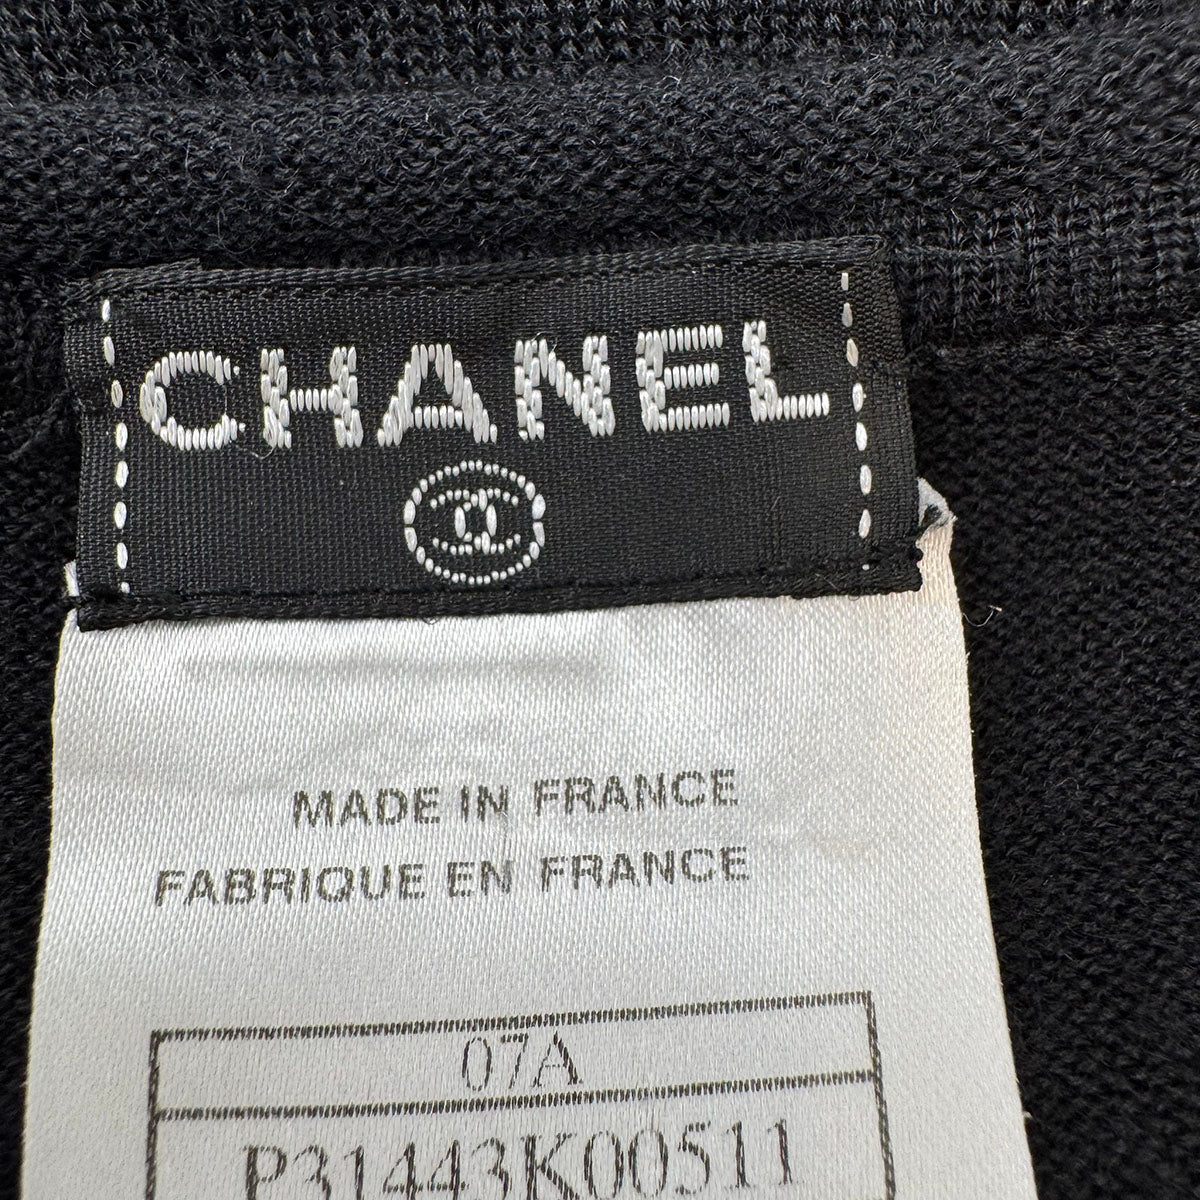 CHANEL
MADE IN FRANCE
FABRIQUE EN FRANCE
07A
P31443K00511